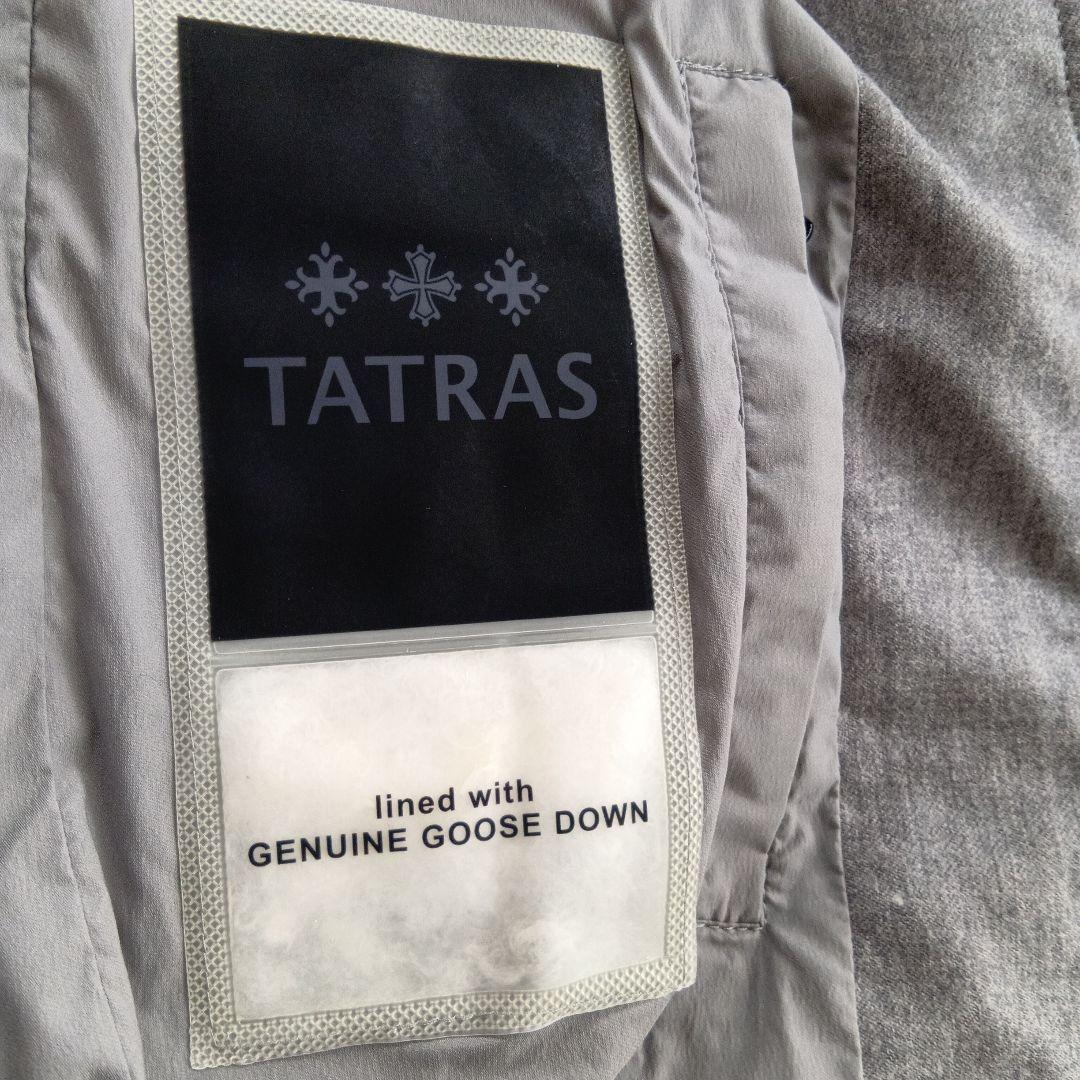 TATRAS
lined with
GENUINE GOOSE DOWN